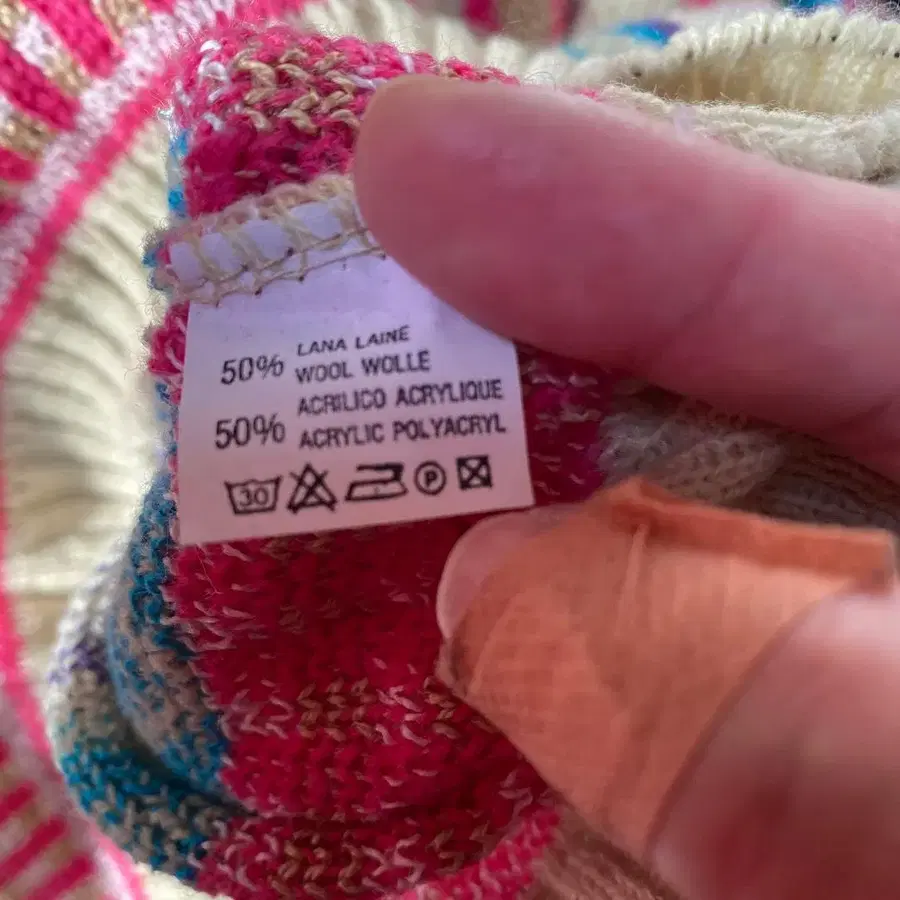 50% LANA LAINE
WOOL WOLLE
50% ACRILICO ACRYLIQUE
ACRYLIC POLYACRYL
30 P